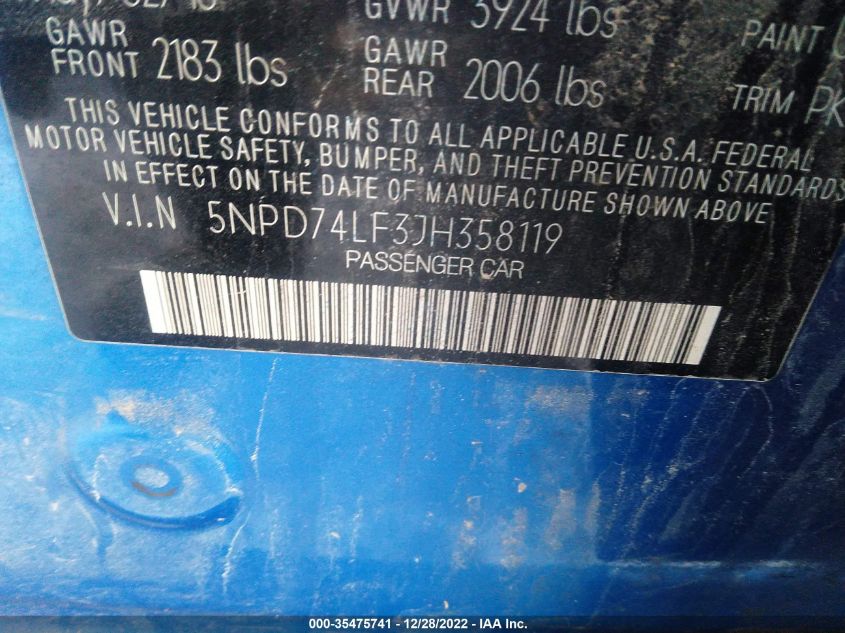 GVWR 3924 lbs
PAINT
GAWR
FRONT 2183 lbs
GAWR
REAR 2006 lbs
TRIM PK
THIS VEHICLE CONFORMS TO ALL APPLICABLE U.S.A. FEDERAL
MOTOR VEHICLE SAFETY, BUMPER, AND THEFT PREVENTION STANDARDS
IN EFFECT ON THE DATE OF MANUFACTURE SHOWN ABOVE
V.I.N 5NPD74LF3JH358119
PASSENGER CAR
000-35475741 - 12/28/2022 - IAA Inc.